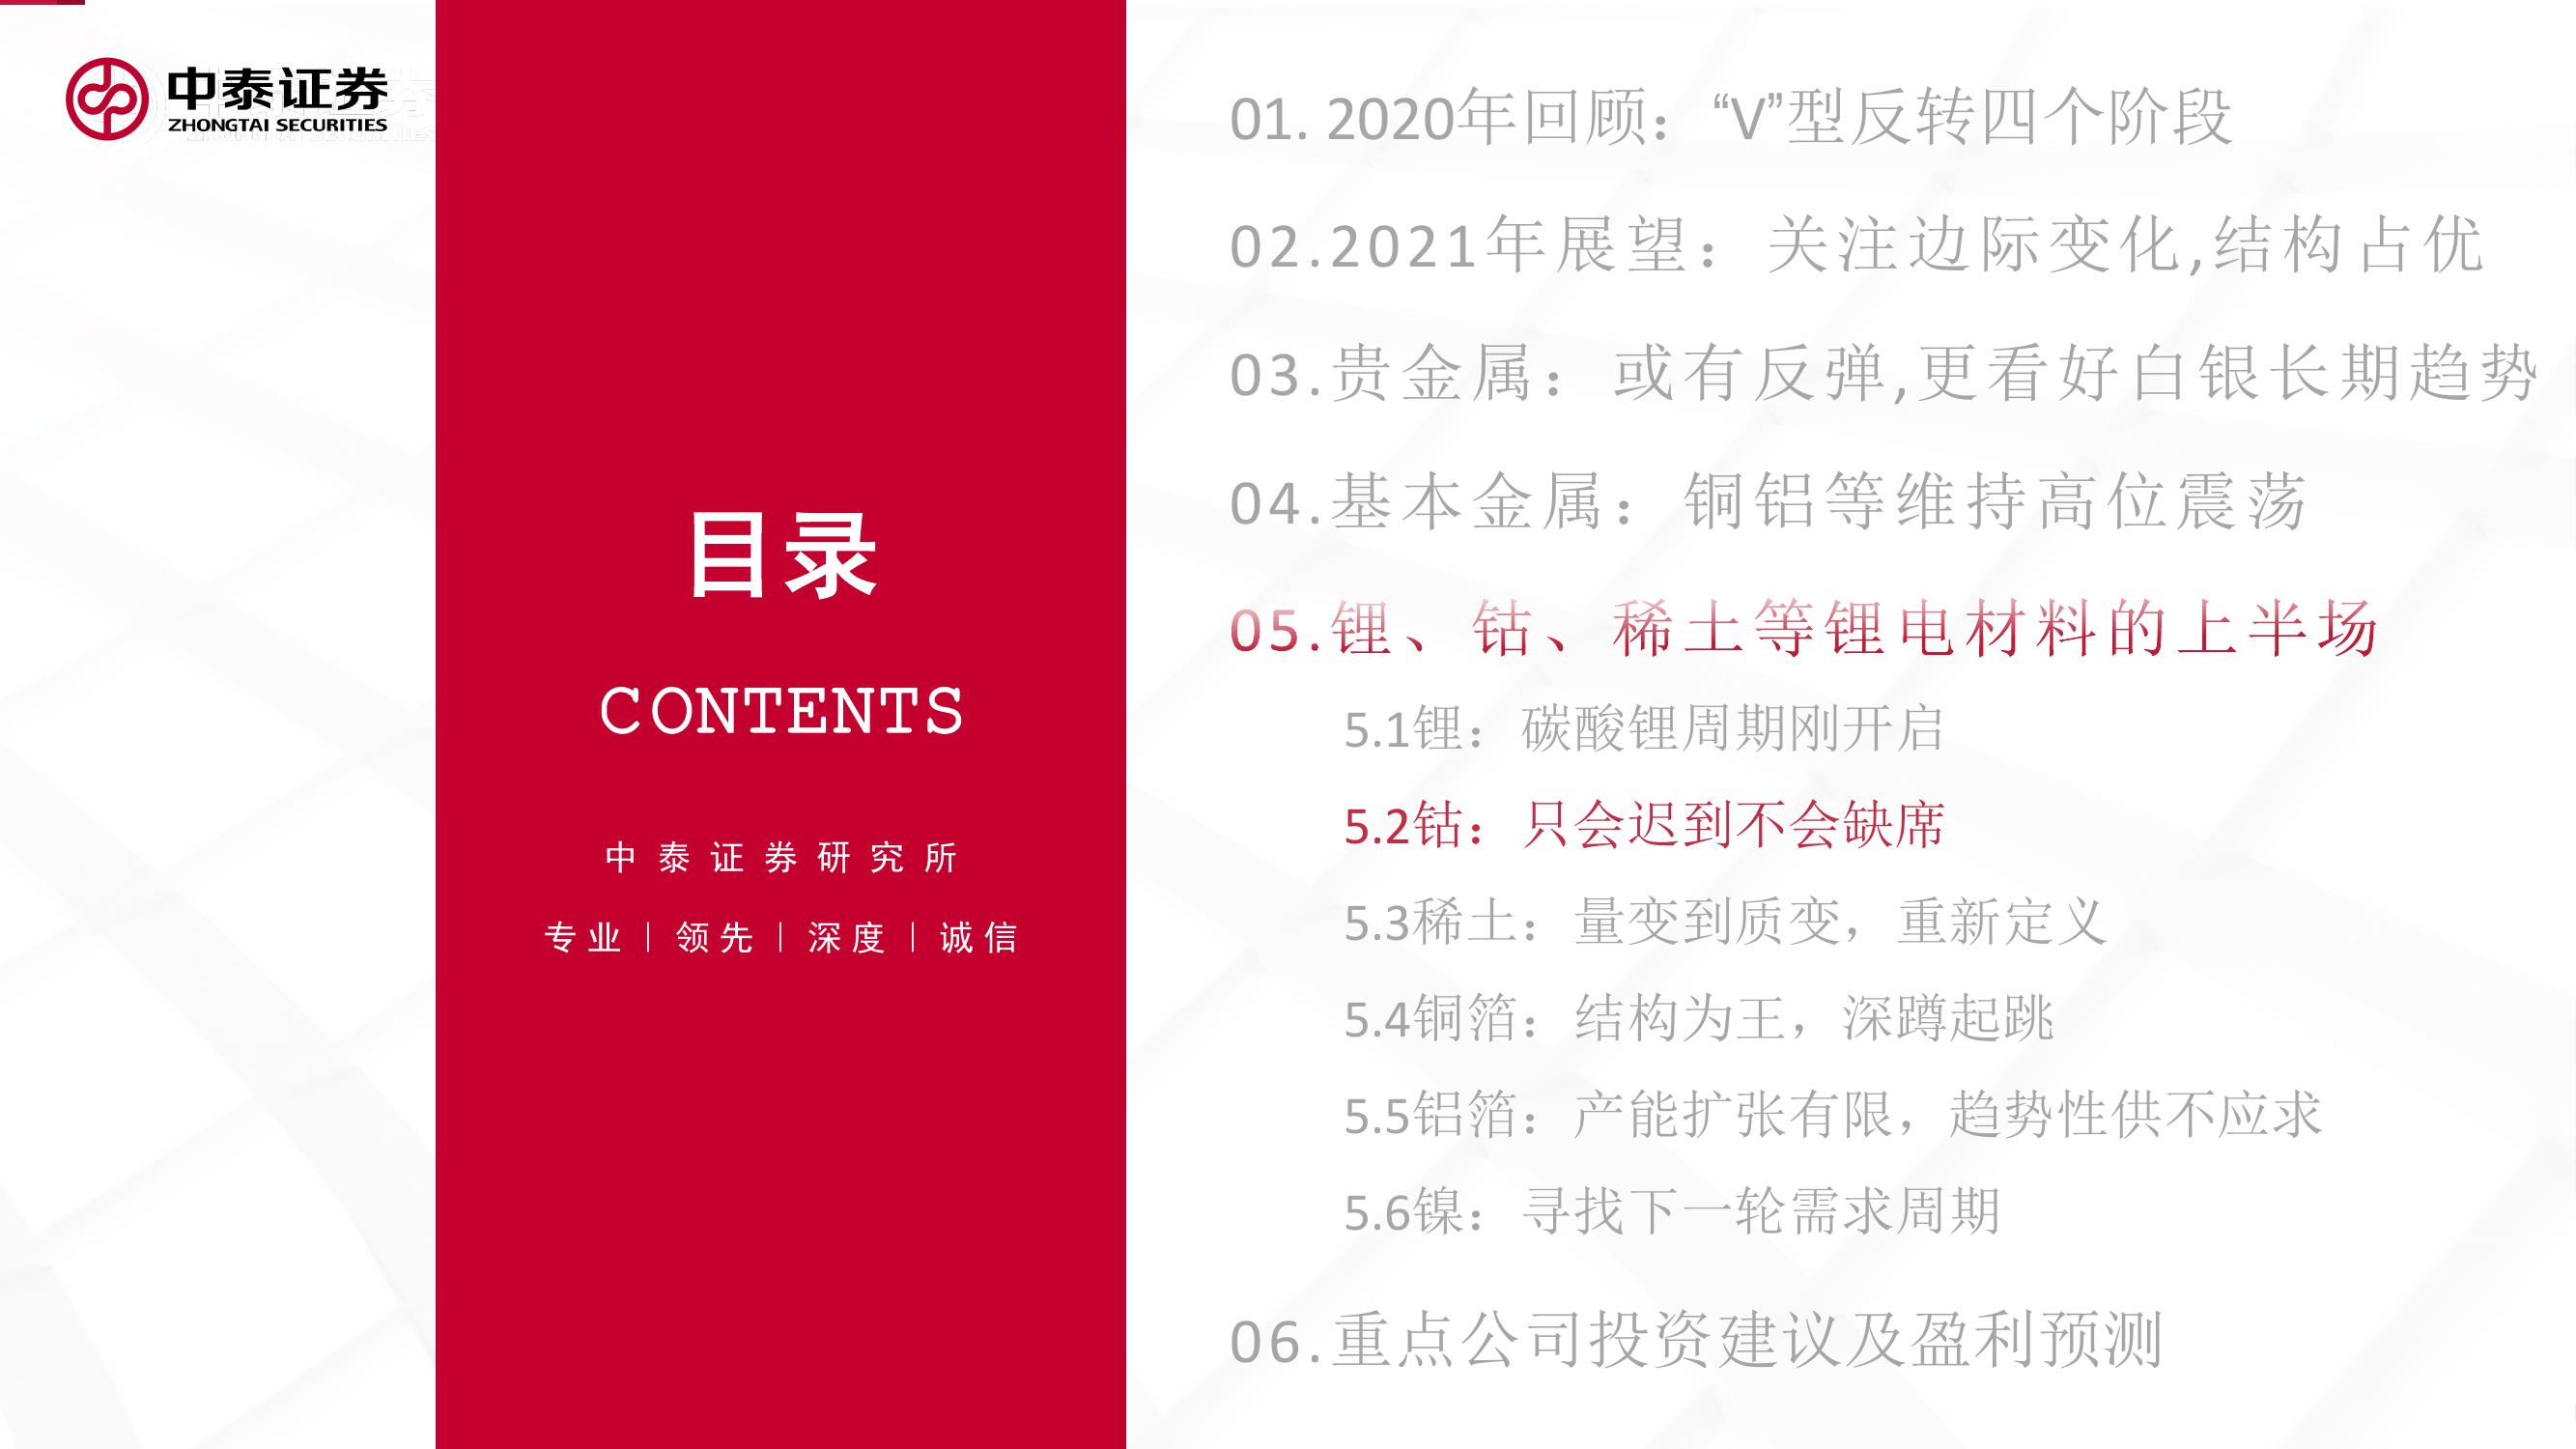 中泰证券
ZHONGTAI SECURITIES
目录
CONTENTS
中泰证券研究所
专业｜领先｜深度｜诚信
01. 2020年回顾：“V”型反转四个阶段
02.2021年展望：关注边际变化,结构占优
03.贵金属：或有反弹,更看好白银长期趋势
04.基本金属：铜铝等维持高位震荡
05.锂、钴、稀土等锂电材料的上半场
5.1锂：碳酸锂周期刚开启
5.2钴：只会迟到不会缺席
5.3稀土：量变到质变，重新定义
5.4铜箔：结构为王，深蹲起跳
5.5铝箔：产能扩张有限，趋势性供不应求
5.6镍：寻找下一轮需求周期
06.重点公司投资建议及盈利预测